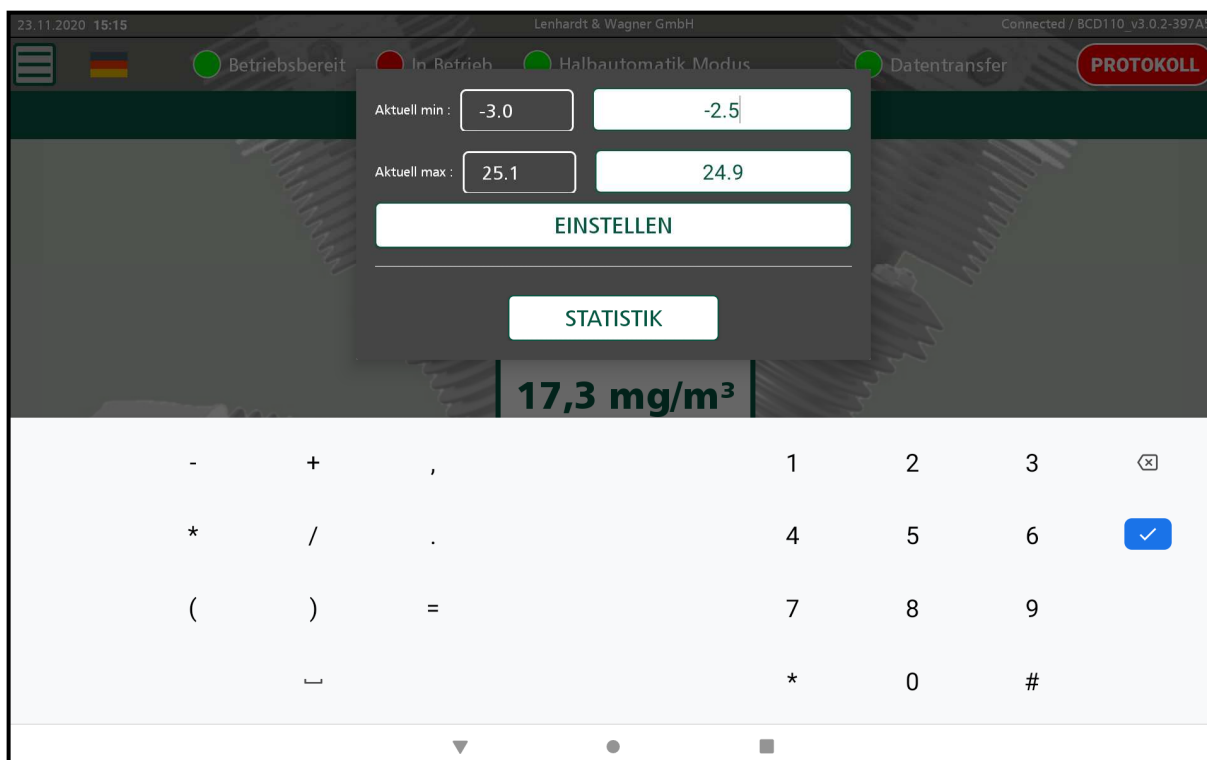 23.11.2020 15:15 Lenhardt & Wagner GmbH Connected / BCD110_v3.0.2-397A5
Betriebsbereit In Betrieb Halbautomatik Modus Datentransfer PROTOKOLL
Aktuell min : -3.0 -2.5
Aktuell max : 25.1 24.9
EINSTELLEN
STATISTIK
17,3 mg/m³
- + , 1 2 3
* / . 4 5 6
( ) = 7 8 9
* 0 #